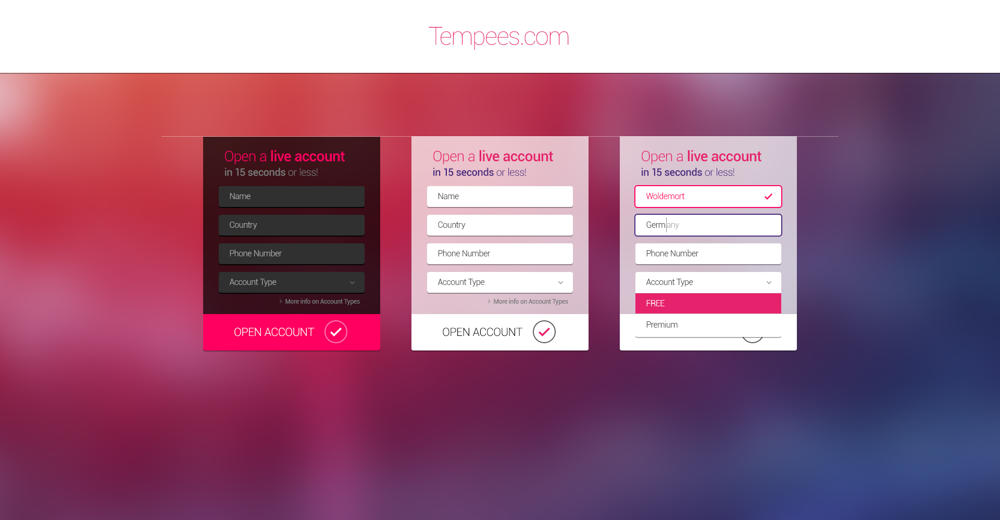 Tempees.com
Open a live account
in 15 seconds or less!
Name
Country
Phone Number
Account Type
More info on Account Types
OPEN ACCOUNT
Open a live account
in 15 seconds or less!
Name
Country
Phone Number
Account Type
More info on Account Types
OPEN ACCOUNT
Open a live account
in 15 seconds or less!
Woldemort
Germany
Phone Number
Account Type
FREE
Premium